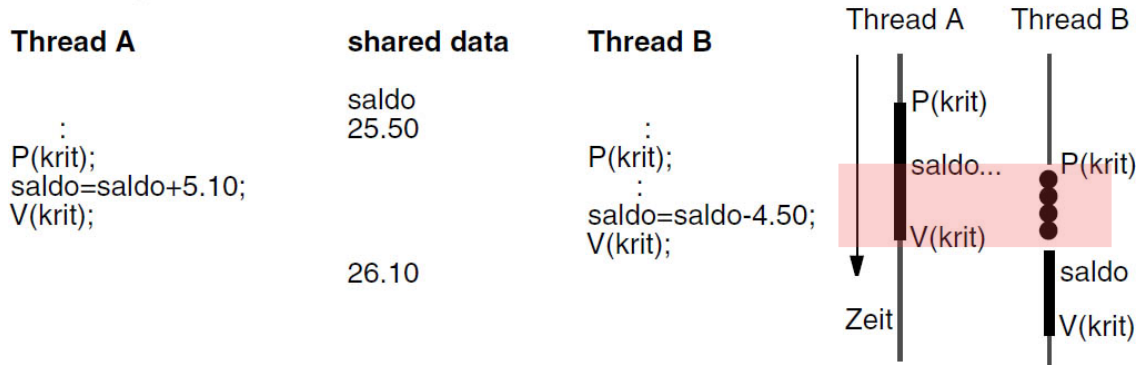 Thread A shared data Thread B
saldo
: 25.50 :
P(krit); P(krit);
saldo=saldo+5.10; :
V(krit); saldo=saldo-4.50;
V(krit);
26.10
Thread A Thread B
P(krit)
saldo... P(krit)
V(krit)
saldo
Zeit V(krit)